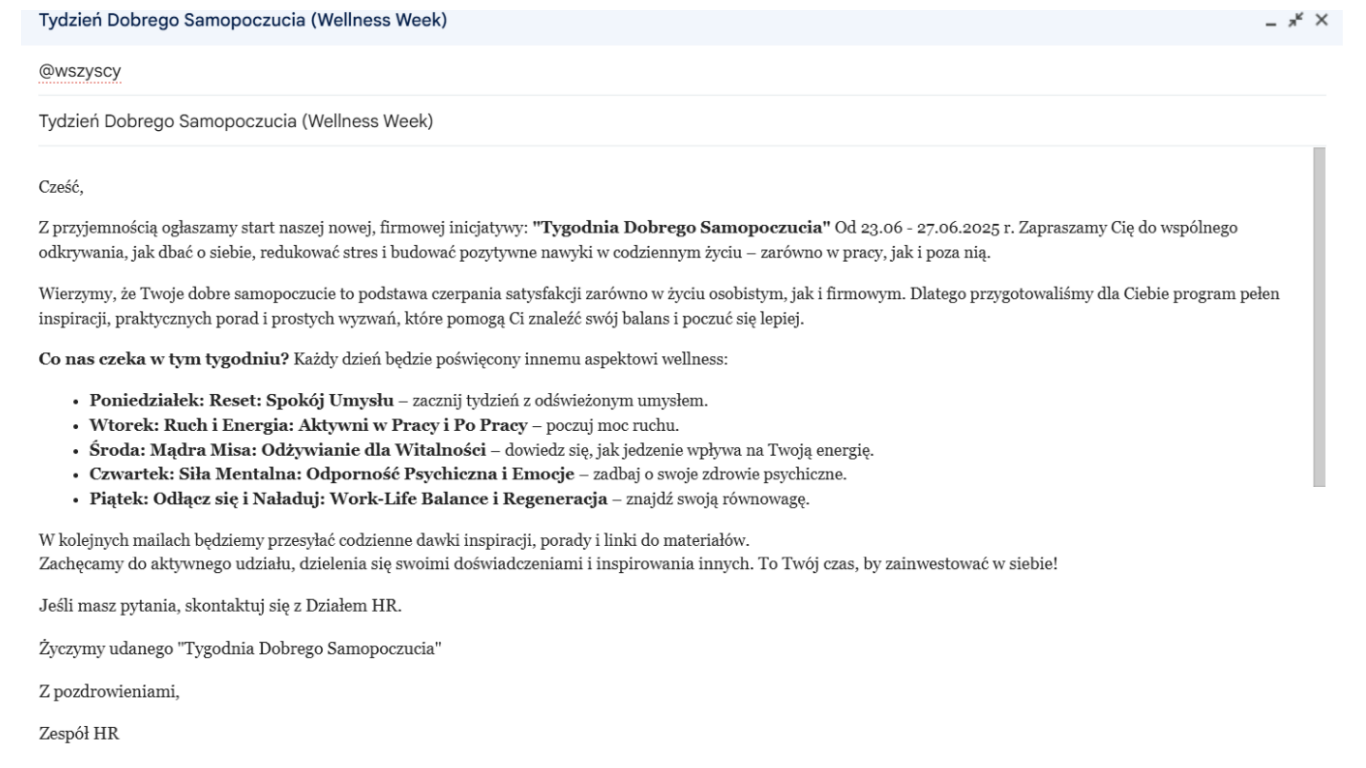 Tydzień Dobrego Samopoczucia (Wellness Week)
@wszyscy
Tydzień Dobrego Samopoczucia (Wellness Week)
Cześć,
Z przyjemnością ogłaszamy start naszej nowej, firmowej inicjatywy: "Tygodnia Dobrego Samopoczucia" Od 23.06 - 27.06.2025 r. Zapraszamy Cię do wspólnego
odkrywania, jak dbać o siebie, redukować stres i budować pozytywne nawyki w codziennym życiu – zarówno w pracy, jak i poza nią.
Wierzymy, że Twoje dobre samopoczucie to podstawa czerpania satysfakcji zarówno w życiu osobistym, jak i firmowym. Dlatego przygotowaliśmy dla Ciebie program pełen
inspiracji, praktycznych porad i prostych wyzwań, które pomogą Ci znaleźć swój balans i poczuć się lepiej.
Co nas czeka w tym tygodniu? Każdy dzień będzie poświęcony innemu aspektowi wellness:
• Poniedziałek: Reset: Spokój Umysłu – zacznij tydzień z odświeżonym umysłem.
• Wtorek: Ruch i Energia: Aktywni w Pracy i Po Pracy – poczuj moc ruchu.
• Środa: Mądra Misa: Odżywianie dla Witalności – dowiedz się, jak jedzenie wpływa na Twoją energię.
• Czwartek: Siła Mentalna: Odporność Psychiczna i Emocje – zadbaj o swoje zdrowie psychiczne.
• Piątek: Odłącz się i Naładuj: Work-Life Balance i Regeneracja – znajdź swoją równowagę.
W kolejnych mailach będziemy przesyłać codzienne dawki inspiracji, porady i linki do materiałów.
Zachęcamy do aktywnego udziału, dzielenia się swoimi doświadczeniami i inspirowania innych. To Twój czas, by zainwestować w siebie!
Jeśli masz pytania, skontaktuj się z Działem HR.
Życzymy udanego "Tygodnia Dobrego Samopoczucia"
Z pozdrowieniami,
Zespół HR